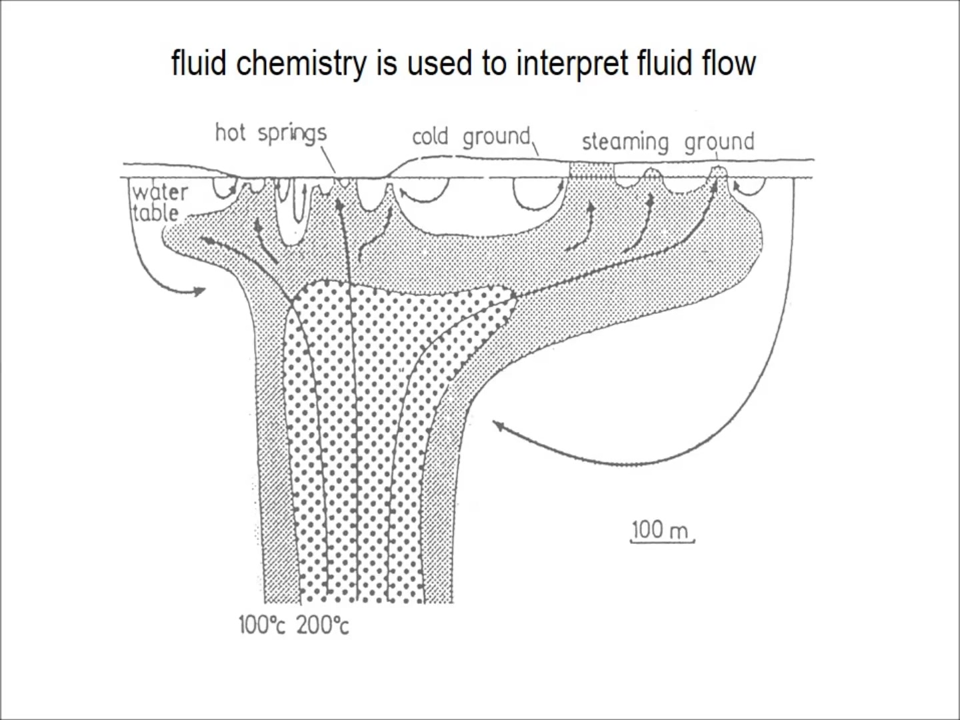 fluid chemistry is used to interpret fluid flow
hot springs
cold ground
steaming ground
water
table
100 m
100°c 200°c